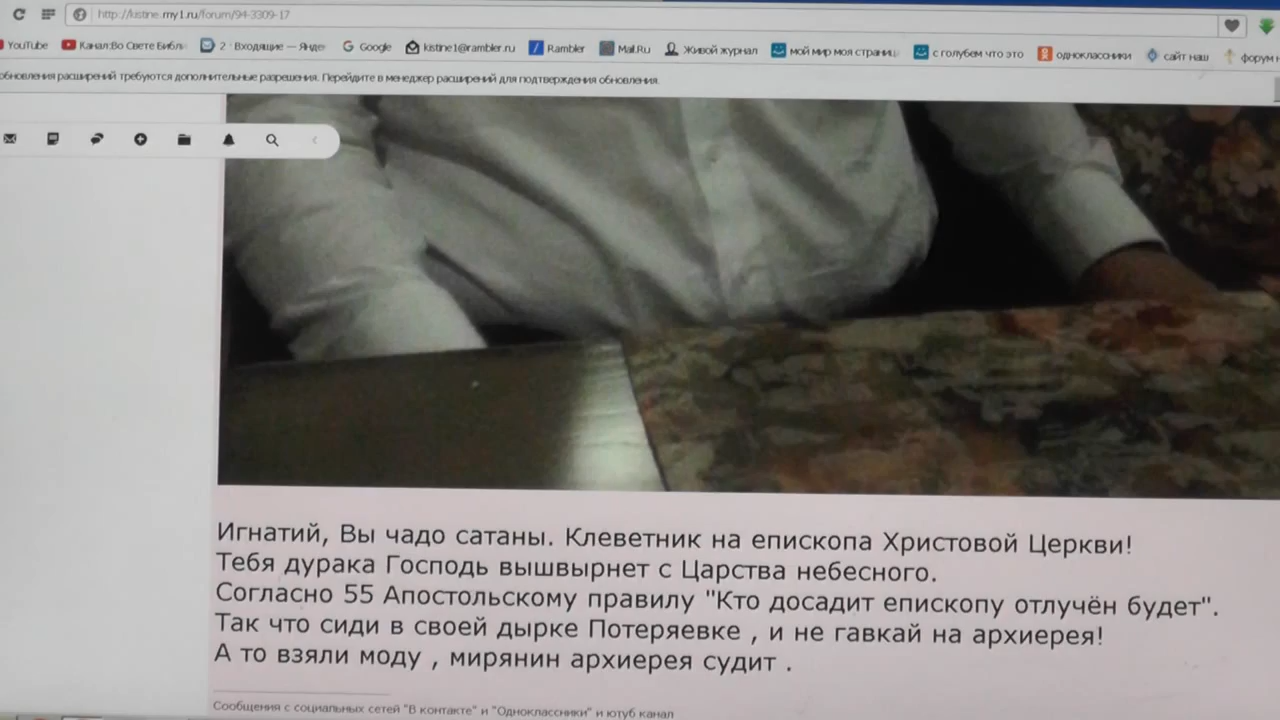 http://kistine.my1.ru/forum/94-3309-17
YouTube Канал:Во Свете Библи 2 · Входящие — Яндe Google kistine1@rambler.ru Rambler Mail.Ru Живой журнал мой мир моя страниц с голубем что это одноклассники сайт наш форум н
обновления расширений требуются дополнительные разрешения. Перейдите в менеджер расширений для подтверждения обновления.
Игнатий, Вы чадо сатаны. Клеветник на епископа Христовой Церкви!
Тебя дурака Господь вышвырнет с Царства небесного.
Согласно 55 Апостольскому правилу "Кто досадит епископу отлучён будет".
Так что сиди в своей дырке Потеряевке , и не гавкай на архиерея!
А то взяли моду , мирянин архиерея судит .
Сообщения с социальных сетей "В контакте" и "Одноклассники" и ютуб канал